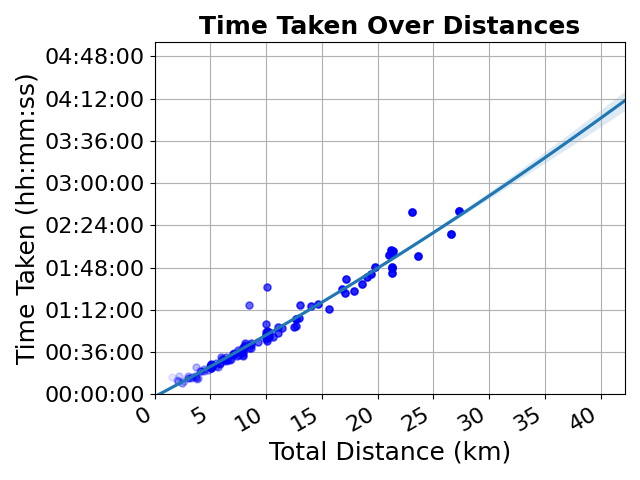 Time Taken Over Distances
Time Taken (hh:mm:ss)
04:48:00
04:12:00
03:36:00
03:00:00
02:24:00
01:48:00
01:12:00
00:36:00
00:00:00
0 5 10 15 20 25 30 35 40
Total Distance (km)